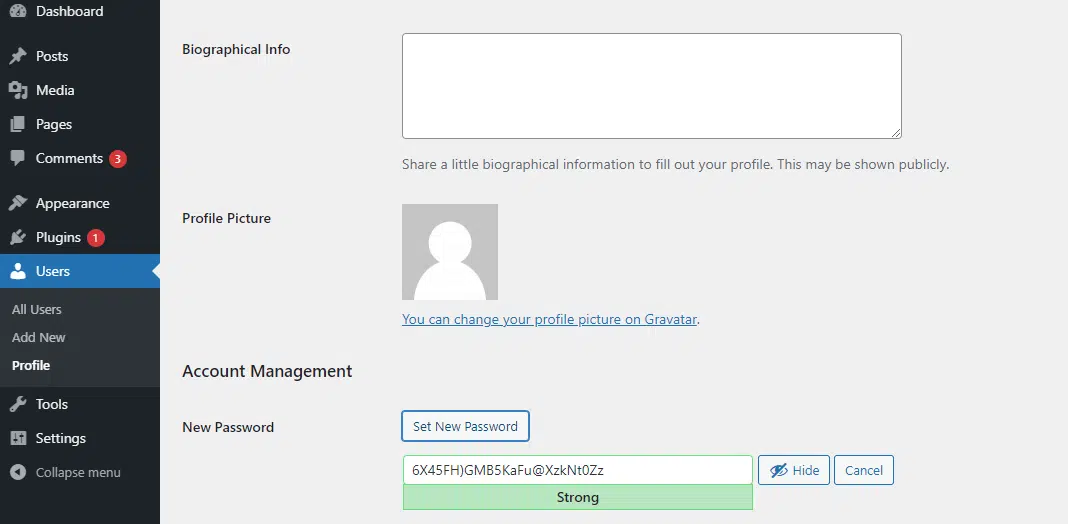 Dashboard
Posts
Media
Pages
Comments 3
Appearance
Plugins 1
Users
All Users
Add New
Profile
Tools
Settings
Collapse menu
Biographical Info
Share a little biographical information to fill out your profile. This may be shown publicly.
Profile Picture
You can change your profile picture on Gravatar.
Account Management
New Password
Set New Password
6X45FH)GMB5KaFu@XzkNt0Zz
Hide
Cancel
Strong